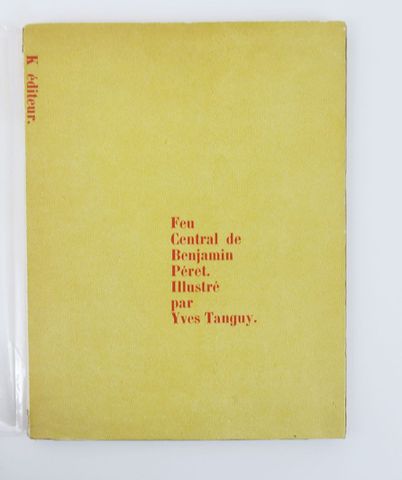 K éditeur.
Feu
Central de
Benjamin
Péret.
Illustré
par
Yves Tanguy.